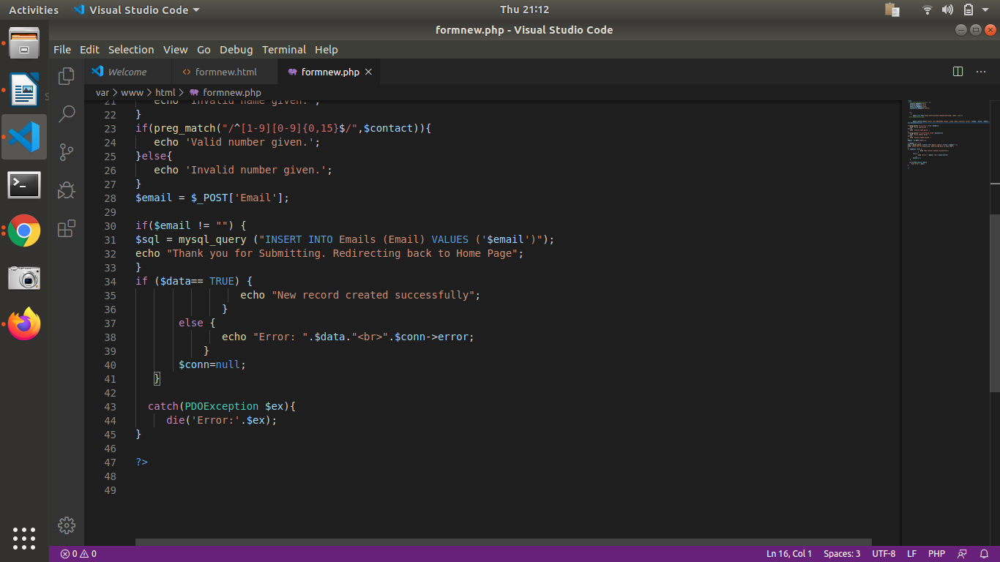 Activities Visual Studio Code Thu 21:12
formnew.php - Visual Studio Code
File Edit Selection View Go Debug Terminal Help
Welcome formnew.html formnew.php
var > www > html > formnew.php
21 echo 'Invalid name given.';
22 }
23 if(preg_match("/^[1-9][0-9]{0,15}$/",$contact)){
24 echo 'Valid number given.';
25 }else{
26 echo 'Invalid number given.';
27 }
28 $email = $_POST['Email'];
29
30 if($email != "") {
31 $sql = mysql_query ("INSERT INTO Emails (Email) VALUES ('$email')");
32 echo "Thank you for Submitting. Redirecting back to Home Page";
33 }
34 if ($data== TRUE) {
35 echo "New record created successfully";
36 }
37 else {
38 echo "Error: ".$data."<br>".$conn->error;
39 }
40 $conn=null;
41 }
42
43 catch(PDOException $ex){
44 die('Error:'.$ex);
45 }
46
47 ?>
48
49
0 0 Ln 16, Col 1 Spaces: 3 UTF-8 LF PHP